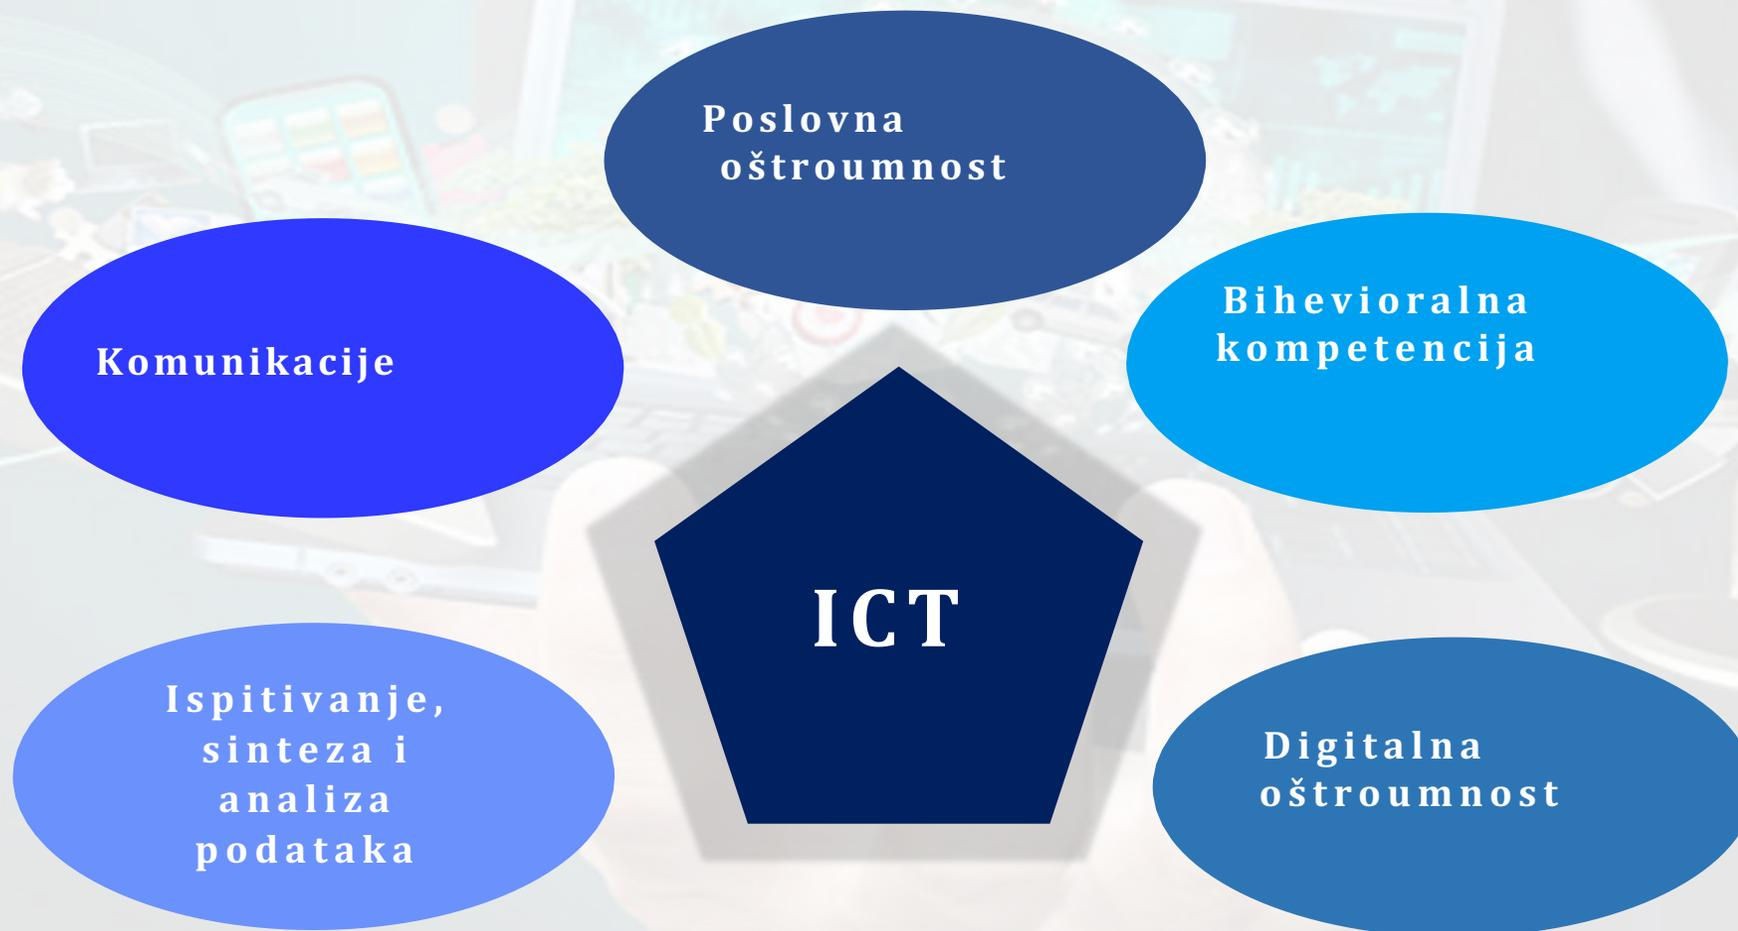 Poslovna
oštroumnost
Bihevioralna
kompetencija
Komunikacije
ICT
Ispitivanje,
sinteza i
analiza
podataka
Digitalna
oštroumnost